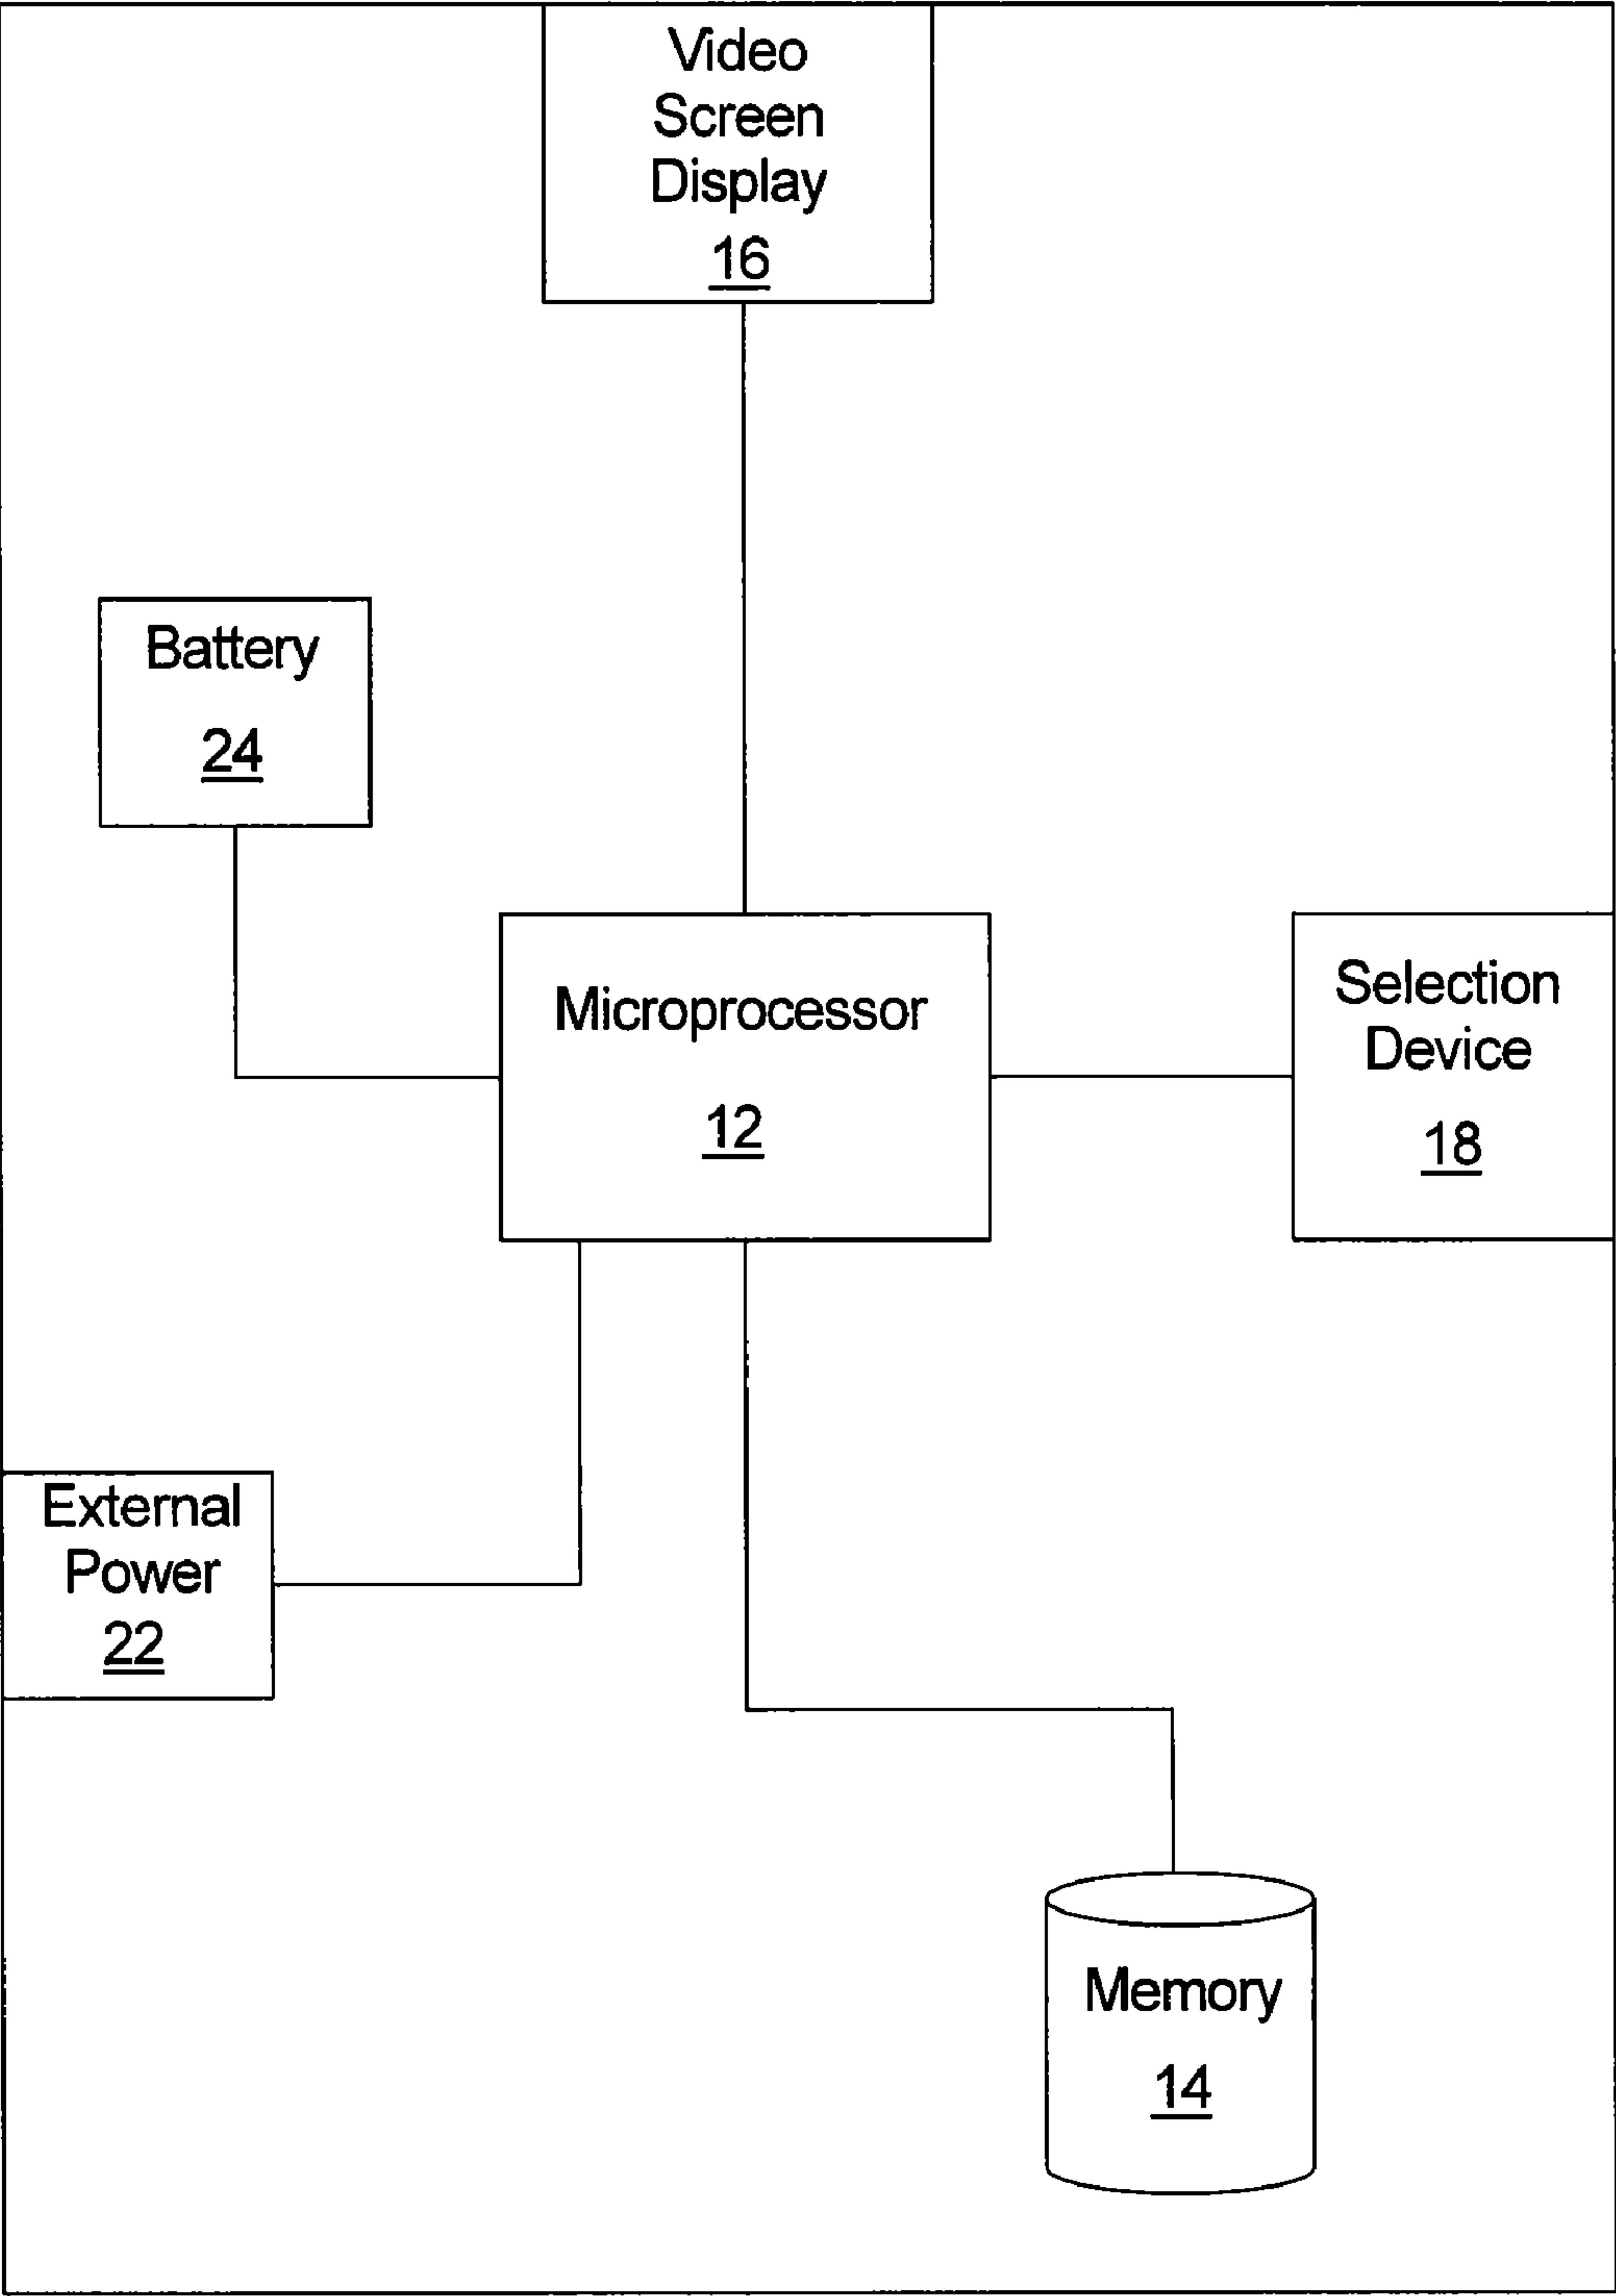 Video
Screen
Display
16
Battery
24
Microprocessor
12
Selection
Device
18
External
Power
22
Memory
14